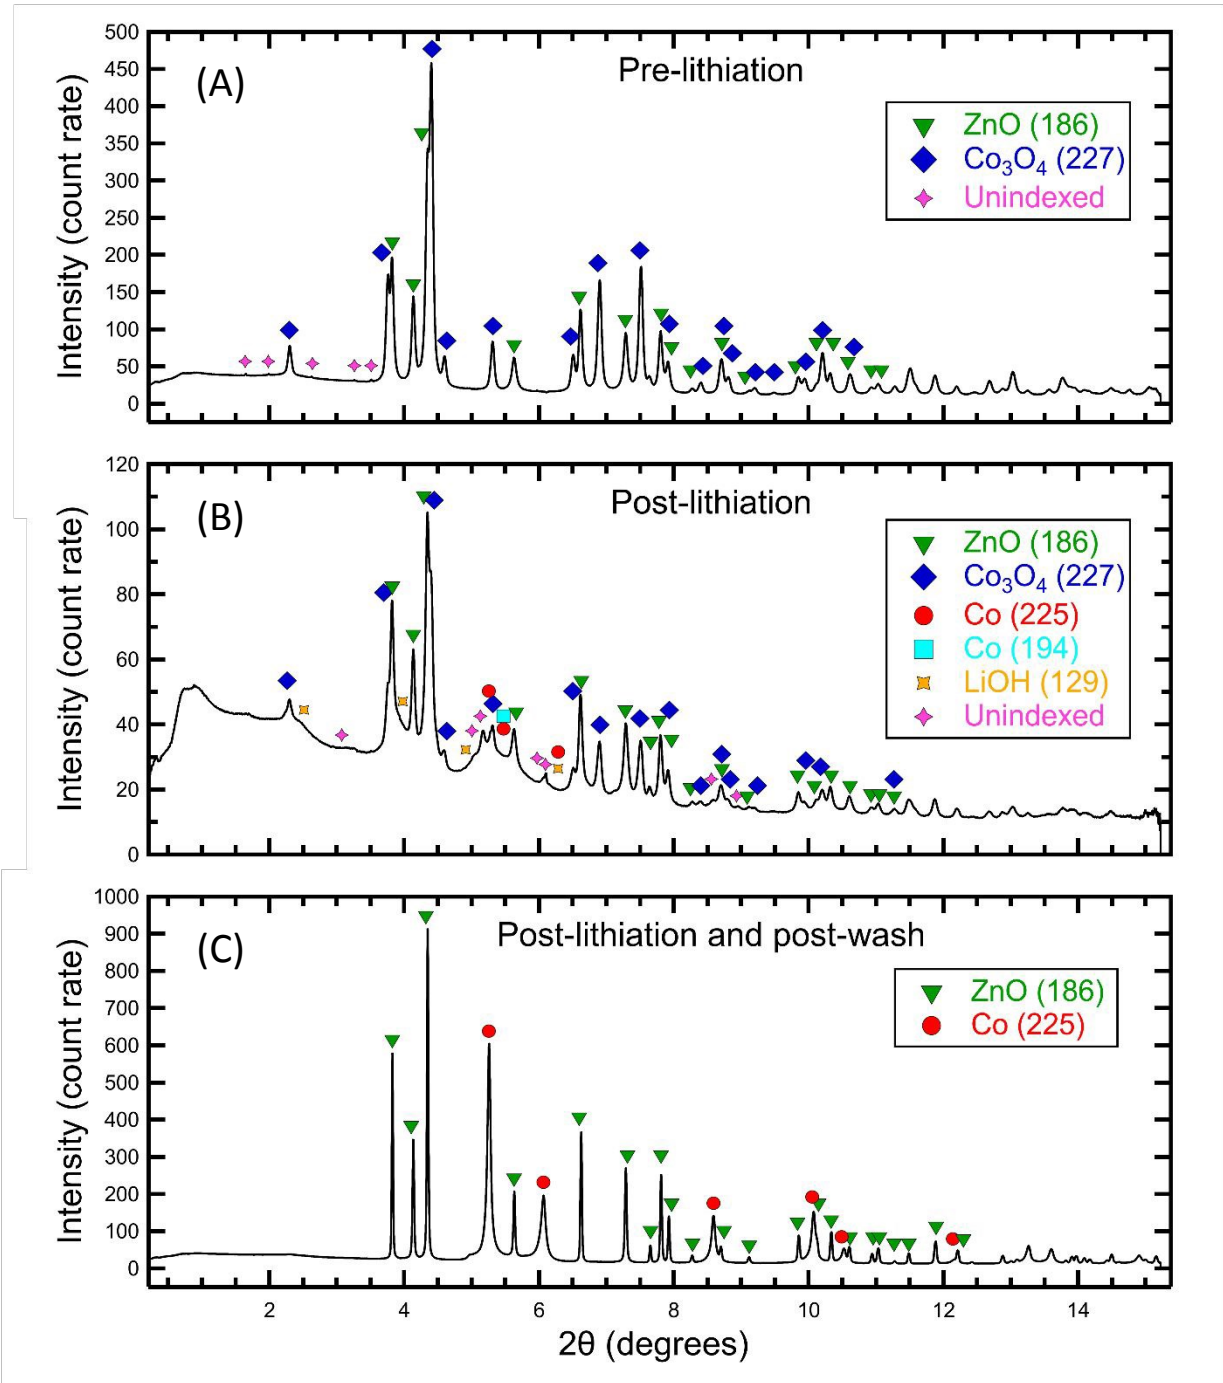 500
450
400
350
300
250
200
150
100
50
0
Intensity (count rate)
(A)
Pre-lithiation
ZnO (186)
Co₃O₄ (227)
Unindexed
120
100
80
60
40
20
0
Intensity (count rate)
(B)
Post-lithiation
ZnO (186)
Co₃O₄ (227)
Co (225)
Co (194)
LiOH (129)
Unindexed
1000
900
800
700
600
500
400
300
200
100
0
Intensity (count rate)
(C)
Post-lithiation and post-wash
ZnO (186)
Co (225)
2 4 6 8 10 12 14
2θ (degrees)